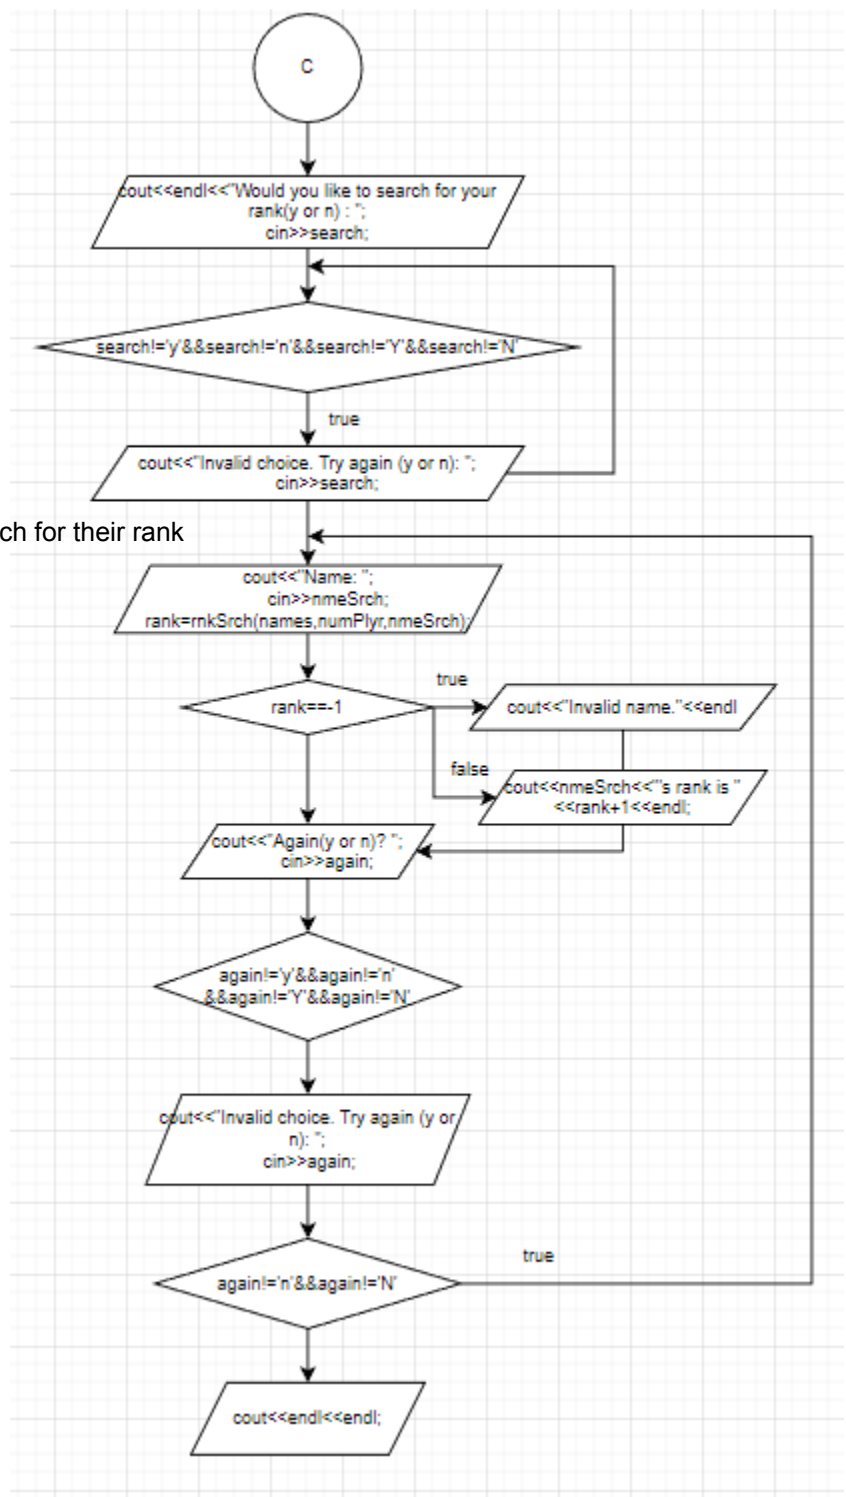 C
cout<<endl<<"Would you like to search for your
rank(y or n) : ";
cin>>search;
search!='y'&&search!='n'&&search!='Y'&&search!='N'
true
cout<<"Invalid choice. Try again (y or n): ";
cin>>search;
ch for their rank
cout<<"Name: ";
cin>>nmeSrch;
rank=rnkSrch(names,numPlyr,nmeSrch);
true
rank==-1
cout<<"Invalid name."<<endl
false
cout<<nmeSrch<<"'s rank is "
<<rank+1<<endl;
cout<<"Again(y or n)? ";
cin>>again;
again!='y'&&again!='n'
&&again!='Y'&&again!='N'
cout<<"Invalid choice. Try again (y or
n): ";
cin>>again;
true
again!='n'&&again!='N'
cout<<endl<<endl;